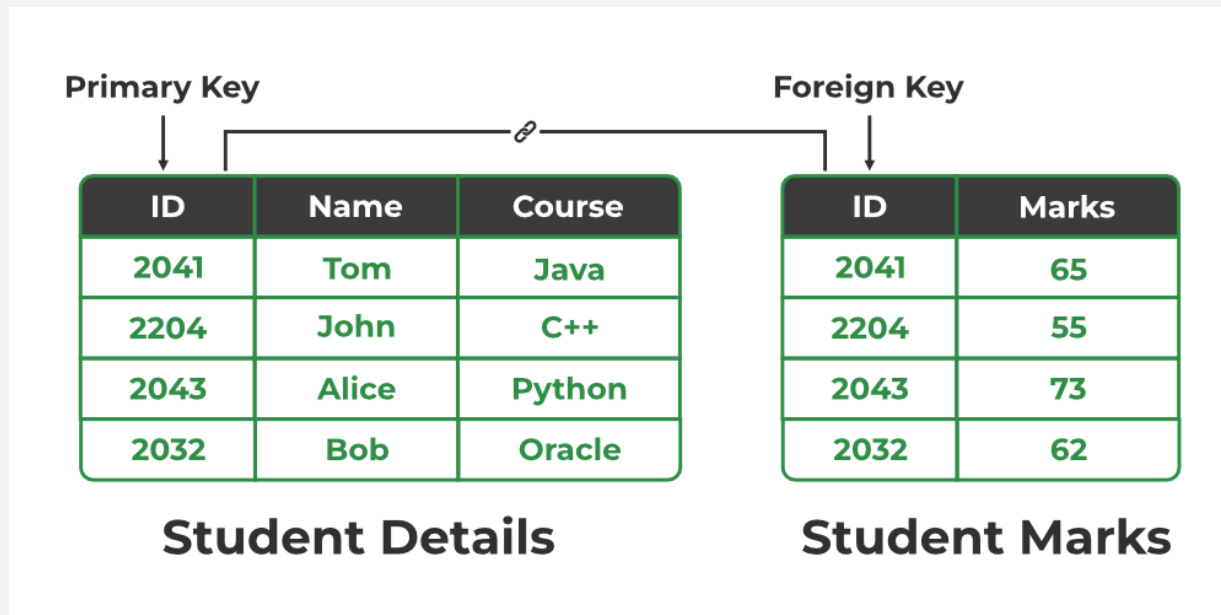 Primary Key
Foreign Key
ID Name Course
2041 Tom Java
2204 John C++
2043 Alice Python
2032 Bob Oracle
Student Details
ID Marks
2041 65
2204 55
2043 73
2032 62
Student Marks